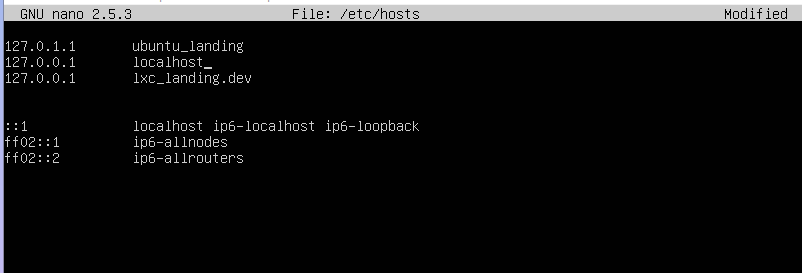 GNU nano 2.5.3 File: /etc/hosts Modified
127.0.1.1 ubuntu_landing
127.0.0.1 localhost_
127.0.0.1 lxc_landing.dev
::1 localhost ip6-localhost ip6-loopback
ff02::1 ip6-allnodes
ff02::2 ip6-allrouters